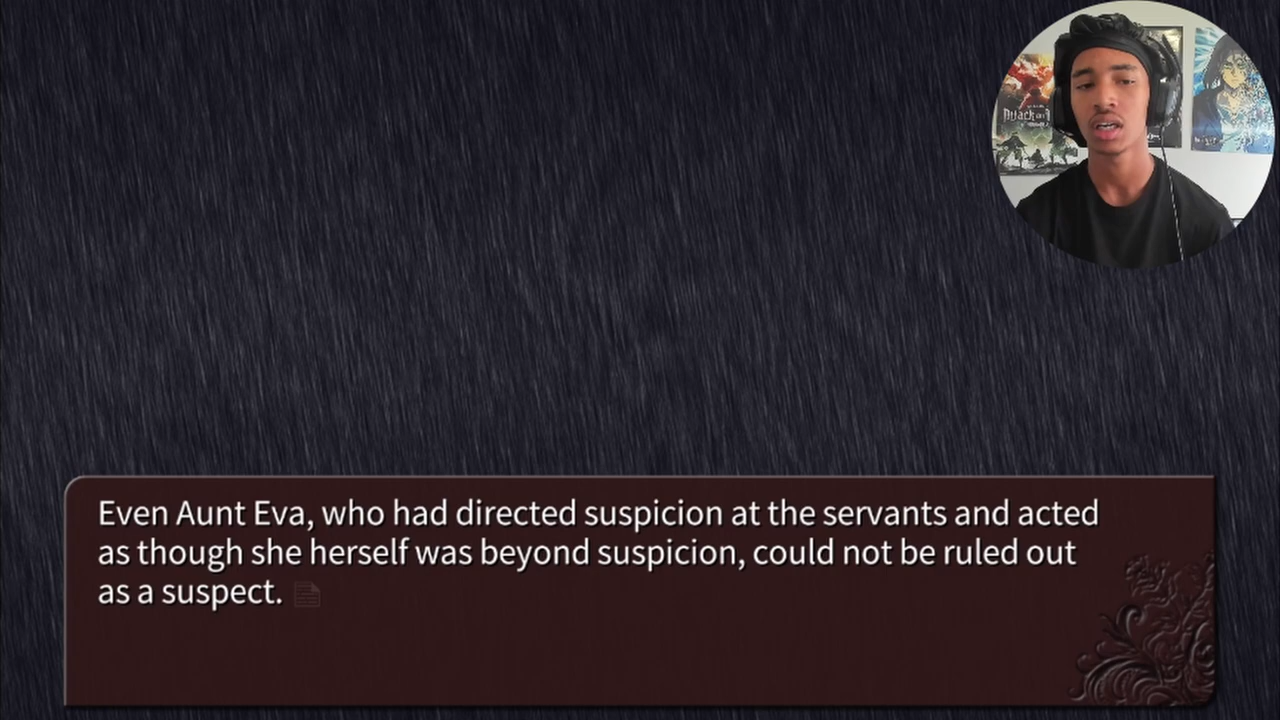 Even Aunt Eva, who had directed suspicion at the servants and acted
as though she herself was beyond suspicion, could not be ruled out
as a suspect.